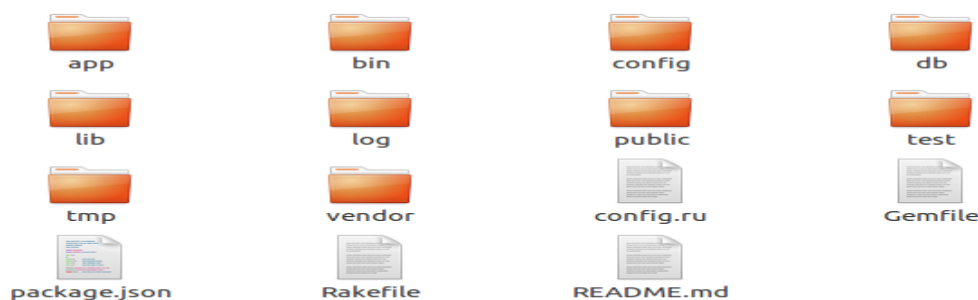 app bin config db
lib log public test
tmp vendor config.ru Gemfile
package.json Rakefile README.md